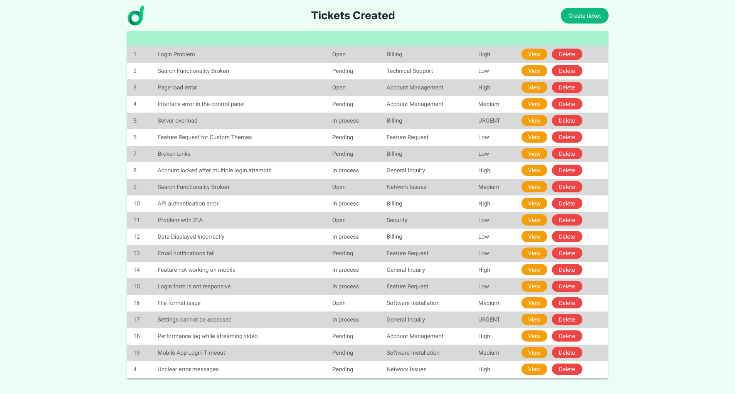 Tickets Created
Create ticket
1 Login Problem Open Billing High View Delete
2 Search Functionality Broken Pending Technical Support Low View Delete
3 Page load error Open Account Management High View Delete
4 Interface error in the control panel Pending Account Management Medium View Delete
5 Server overload In process Billing URGENT View Delete
6 Feature Request for Custom Themes Pending Feature Request Low View Delete
7 Broken Links Pending Billing Low View Delete
8 Account locked after multiple login attempts In process General Inquiry High View Delete
9 Search Functionality Broken Open Network Issues Medium View Delete
10 API authentication error In process Billing High View Delete
11 Problem with 2FA Open Security Low View Delete
12 Data Displayed Incorrectly In process Billing Low View Delete
13 Email notifications fail Pending Feature Request Low View Delete
14 Feature not working on mobile In process General Inquiry High View Delete
15 Login form is not responsive In process Feature Request Low View Delete
16 File format issue Open Software Installation Medium View Delete
17 Settings cannot be accessed In process General Inquiry URGENT View Delete
18 Performance lag while streaming video Pending Account Management High View Delete
19 Mobile App Login Timeout Pending Software Installation Medium View Delete
4 Unclear error messages Pending Network Issues High View Delete